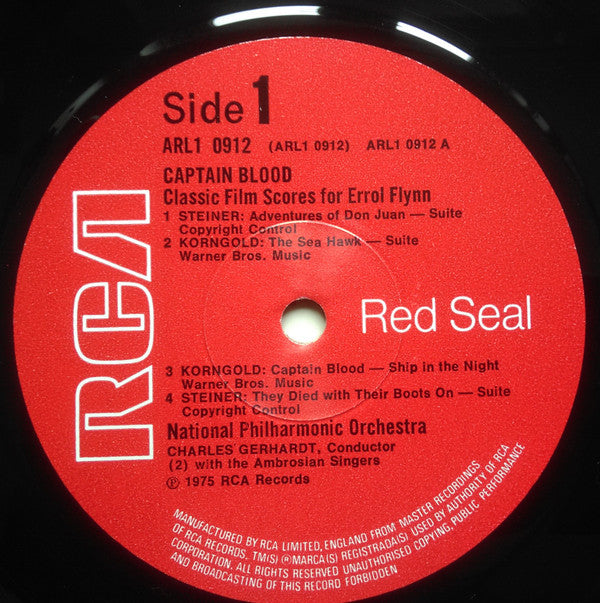 Side 1
ARL1 0912 (ARL1 0912) ARL1 0912 A
CAPTAIN BLOOD
Classic Film Scores for Errol Flynn
1 STEINER: Adventures of Don Juan — Suite
Copyright Control
2 KORNGOLD: The Sea Hawk — Suite
Warner Bros. Music
RCA
Red Seal
3 KORNGOLD: Captain Blood — Ship in the Night
Warner Bros. Music
4 STEINER: They Died with Their Boots On — Suite
Copyright Control
National Philharmonic Orchestra
CHARLES GERHARDT, Conductor
(2) with the Ambrosian Singers
℗ 1975 RCA Records
MANUFACTURED BY RCA LIMITED, ENGLAND FROM MASTER RECORDINGS
OF RCA RECORDS. TM(S) ® MARCA(S) REGISTRADA(S) USED BY AUTHORITY OF RCA
CORPORATION. ALL RIGHTS RESERVED UNAUTHORISED COPYING, PUBLIC PERFORMANCE
AND BROADCASTING OF THIS RECORD FORBIDDEN